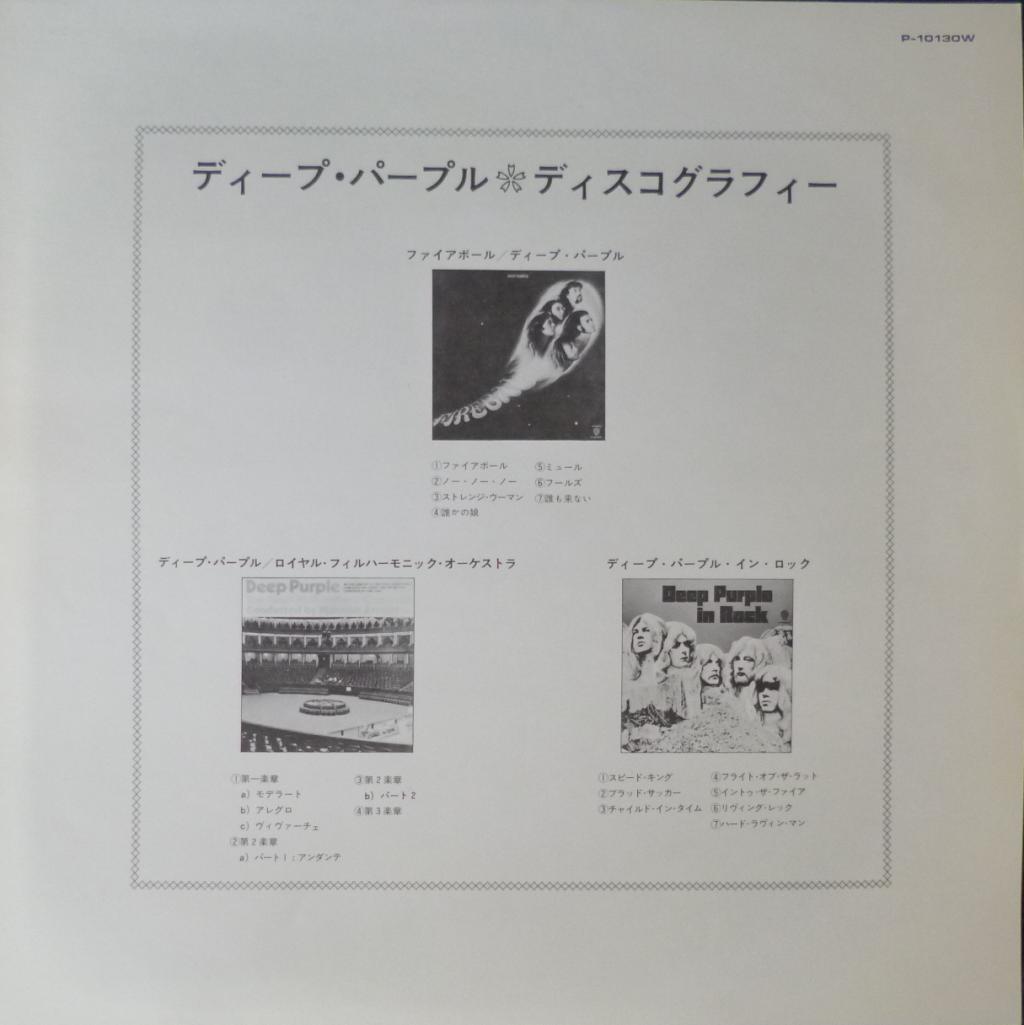 P-10130W
ディープ・パープル ディスコグラフィー
ファイアボール／ディープ・パープル
①ファイアボール
②ノー・ノー・ノー
③ストレンジ・ウーマン
④誰かの娘
⑤ミュール
⑥フールズ
⑦誰も来ない
ディープ・パープル／ロイヤル・フィルハーモニック・オーケストラ
Deep Purple
①第一楽章
a）モデラート
b）アレグロ
c）ヴィヴァーチェ
②第2楽章
a）パートI：アンダンテ
③第2楽章
b）パート2
④第3楽章
ディープ・パープル・イン・ロック
Deep Purple
in Rock
①スピード・キング
②ブラッド・サッカー
③チャイルド・イン・タイム
④フライト・オブ・ザ・ラット
⑤イントゥ・ザ・ファイア
⑥リヴィング・レック
⑦ハード・ラヴィン・マン